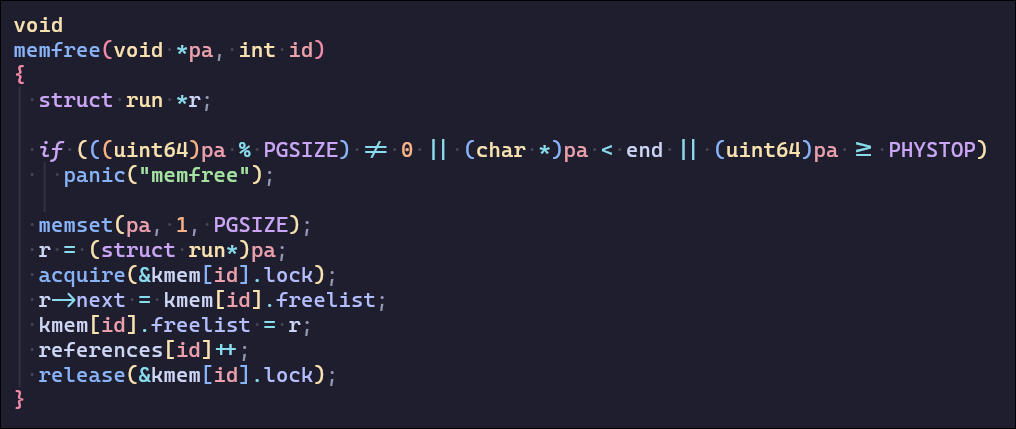 void
memfree(void *pa, int id)
{
  struct run *r;

  if (((uint64)pa % PGSIZE) != 0 || (char *)pa < end || (uint64)pa >= PHYSTOP)
    panic("memfree");

  memset(pa, 1, PGSIZE);
  r = (struct run*)pa;
  acquire(&kmem[id].lock);
  r->next = kmem[id].freelist;
  kmem[id].freelist = r;
  references[id]++;
  release(&kmem[id].lock);
}